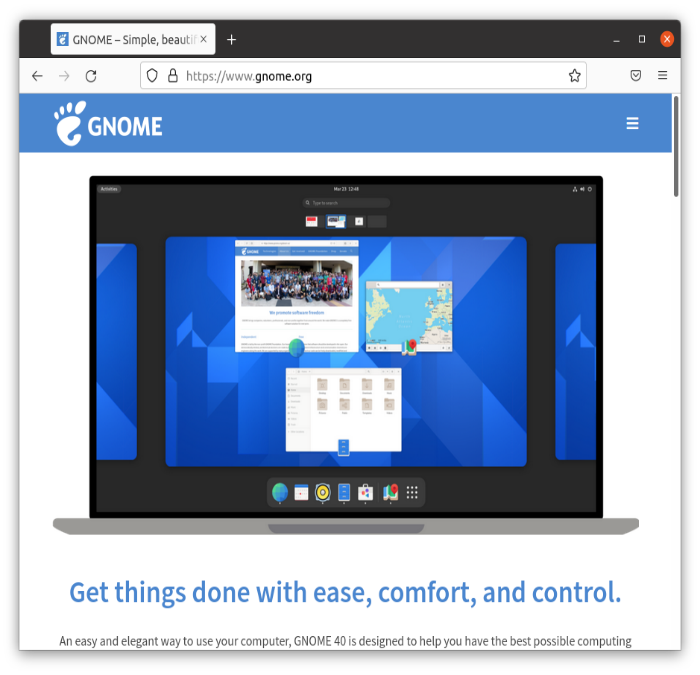 GNOME – Simple, beautif
https://www.gnome.org
GNOME
Activities
Mar 23 12:48
Type to search
We promote software freedom
Get things done with ease, comfort, and control.
An easy and elegant way to use your computer, GNOME 40 is designed to help you have the best possible computing